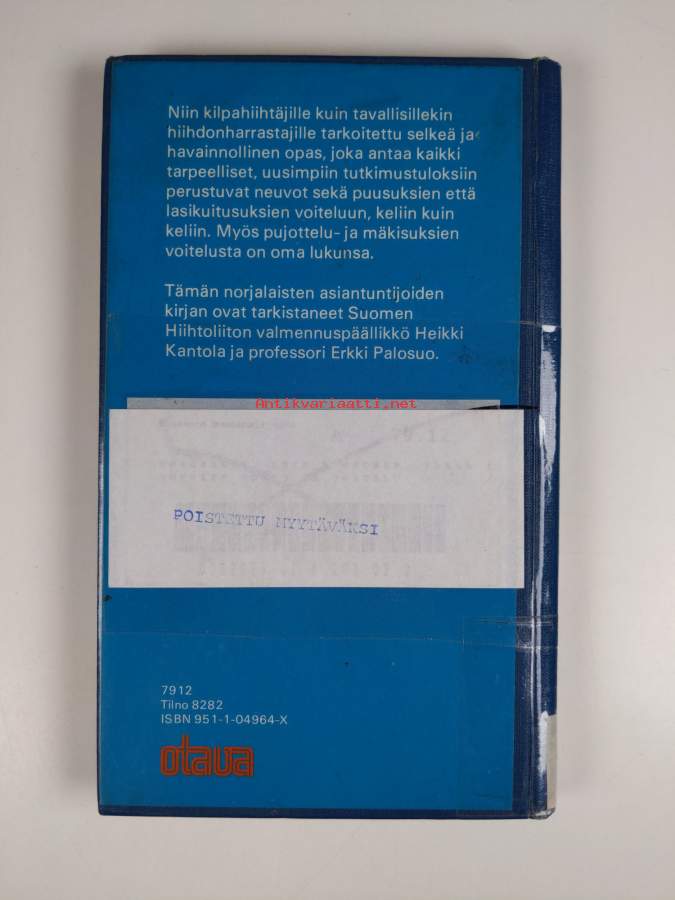 Niin kilpahiihtäjille kuin tavallisillekin
hiihdonharrastajille tarkoitettu selkeä ja
havainnollinen opas, joka antaa kaikki
tarpeelliset, uusimpiin tutkimustuloksiin
perustuvat neuvot sekä puusuksien että
lasikuitusuksien voiteluun, keliin kuin
keliin. Myös pujottelu- ja mäkisuksien
voitelusta on oma lukunsa.
Tämän norjalaisten asiantuntijoiden
kirjan ovat tarkistaneet Suomen
Hiihtoliiton valmennuspäällikkö Heikki
Kantola ja professori Erkki Palosuo.
Antikvariaatti.net
POISTETTU MYYTÄVÄKSI
7912
Tilno 8282
ISBN 951-1-04964-X
otava